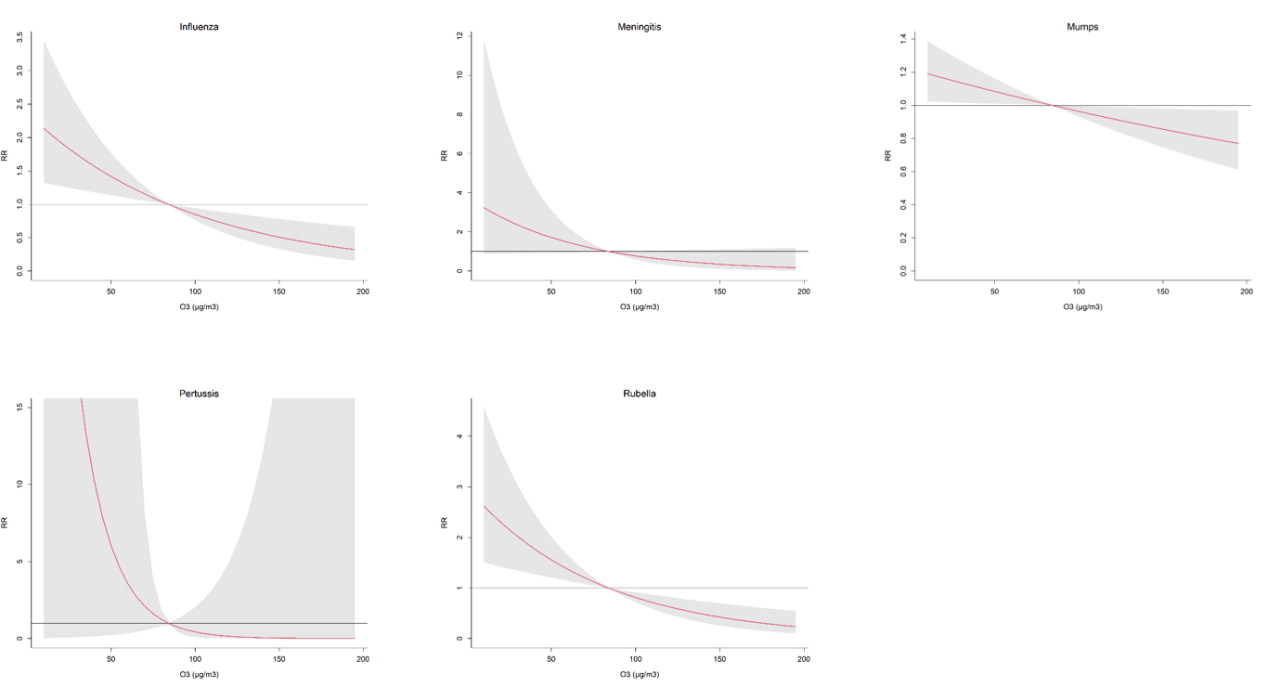 Influenza
3.5
3.0
2.5
2.0
1.5
1.0
0.5
0.0
RR
50 100 150 200
O3 (μg/m3)
Meningitis
12
10
8
6
4
2
0
RR
50 100 150 200
O3 (μg/m3)
Mumps
1.4
1.2
1.0
0.8
0.6
0.4
0.2
0.0
RR
50 100 150 200
O3 (μg/m3)
Pertussis
15
10
5
0
RR
50 100 150 200
O3 (μg/m3)
Rubella
4
3
2
1
0
RR
50 100 150 200
O3 (μg/m3)